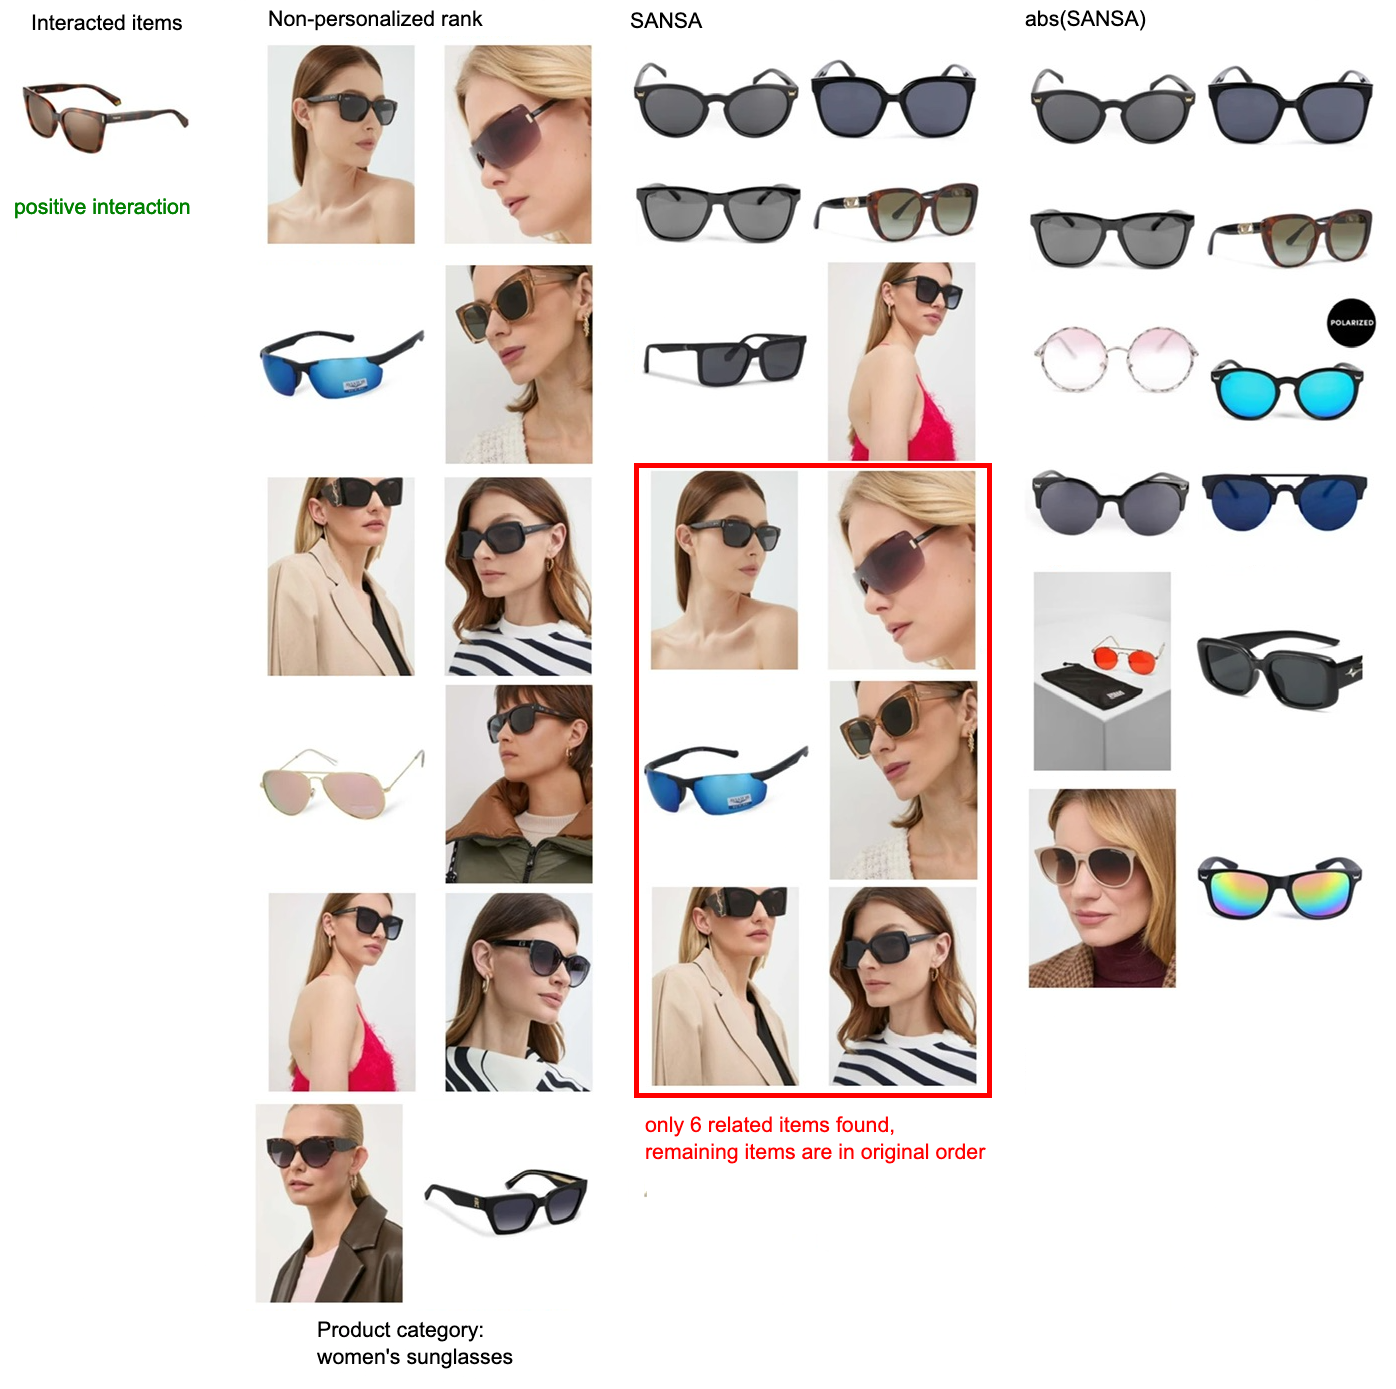 Interacted items
Non-personalized rank
SANSA
abs(SANSA)
positive interaction
POLARIZED
only 6 related items found,
remaining items are in original order
Product category:
women's sunglasses